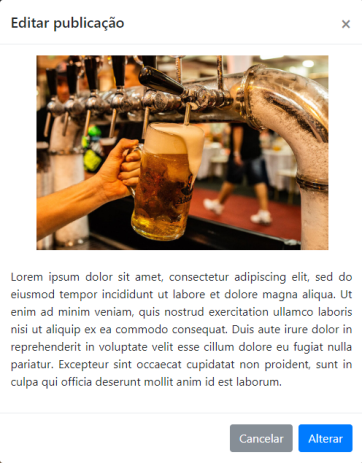 Editar publicação
×
Lorem ipsum dolor sit amet, consectetur adipiscing elit, sed do
eiusmod tempor incididunt ut labore et dolore magna aliqua. Ut
enim ad minim veniam, quis nostrud exercitation ullamco laboris
nisi ut aliquip ex ea commodo consequat. Duis aute irure dolor in
reprehenderit in voluptate velit esse cillum dolore eu fugiat nulla
pariatur. Excepteur sint occaecat cupidatat non proident, sunt in
culpa qui officia deserunt mollit anim id est laborum.
Cancelar
Alterar